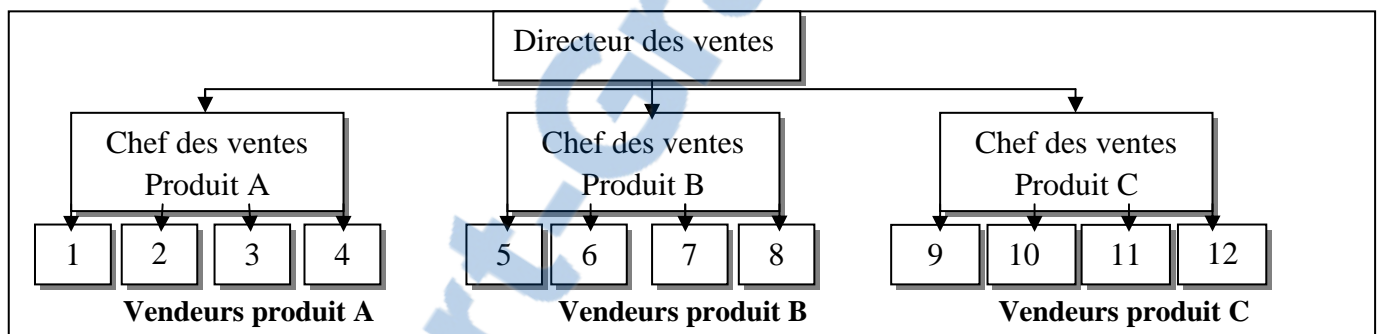 Directeur des ventes
Chef des ventes
Produit A
Chef des ventes
Produit B
Chef des ventes
Produit C
1 2 3 4 5 6 7 8 9 10 11 12
Vendeurs produit A Vendeurs produit B Vendeurs produit C